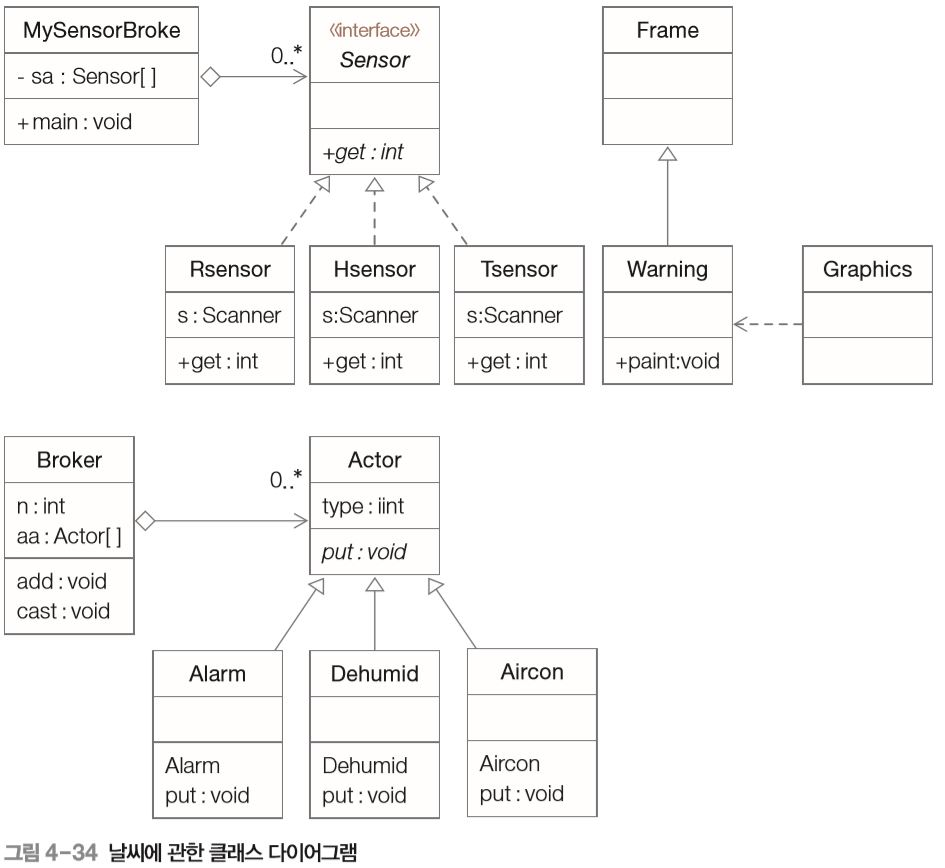 MySensorBroke
- sa : Sensor[ ]
+ main : void
0..*
《interface》
Sensor
+get : int
Frame
Rsensor
s : Scanner
+get : int
Hsensor
s:Scanner
+get : int
Tsensor
s:Scanner
+get : int
Warning
+paint:void
Graphics
Broker
n : int
aa : Actor[ ]
add : void
cast : void
0..*
Actor
type : iint
put : void
Alarm
Alarm
put : void
Dehumid
Dehumid
put : void
Aircon
Aircon
put : void
그림 4-34 날씨에 관한 클래스 다이어그램